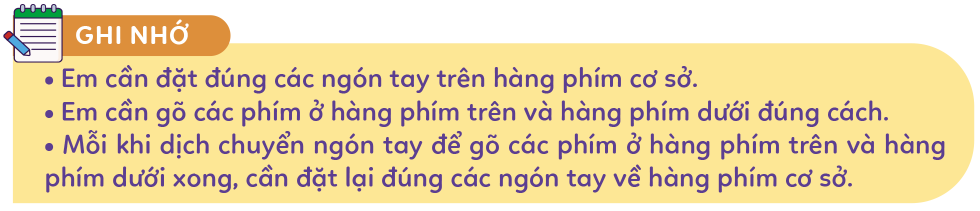 GHI NHỚ
• Em cần đặt đúng các ngón tay trên hàng phím cơ sở.
• Em cần gõ các phím ở hàng phím trên và hàng phím dưới đúng cách.
• Mỗi khi dịch chuyển ngón tay để gõ các phím ở hàng phím trên và hàng
phím dưới xong, cần đặt lại đúng các ngón tay về hàng phím cơ sở.